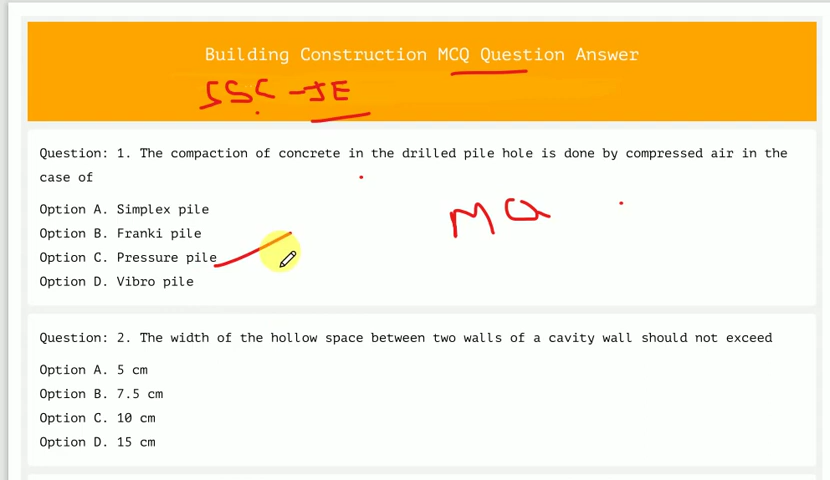 Building Construction MCQ Question Answer
SSC-JE
Question: 1. The compaction of concrete in the drilled pile hole is done by compressed air in the
case of
Option A. Simplex pile
MQ
Option B. Franki pile
Option C. Pressure pile
Option D. Vibro pile
Question: 2. The width of the hollow space between two walls of a cavity wall should not exceed
Option A. 5 cm
Option B. 7.5 cm
Option C. 10 cm
Option D. 15 cm